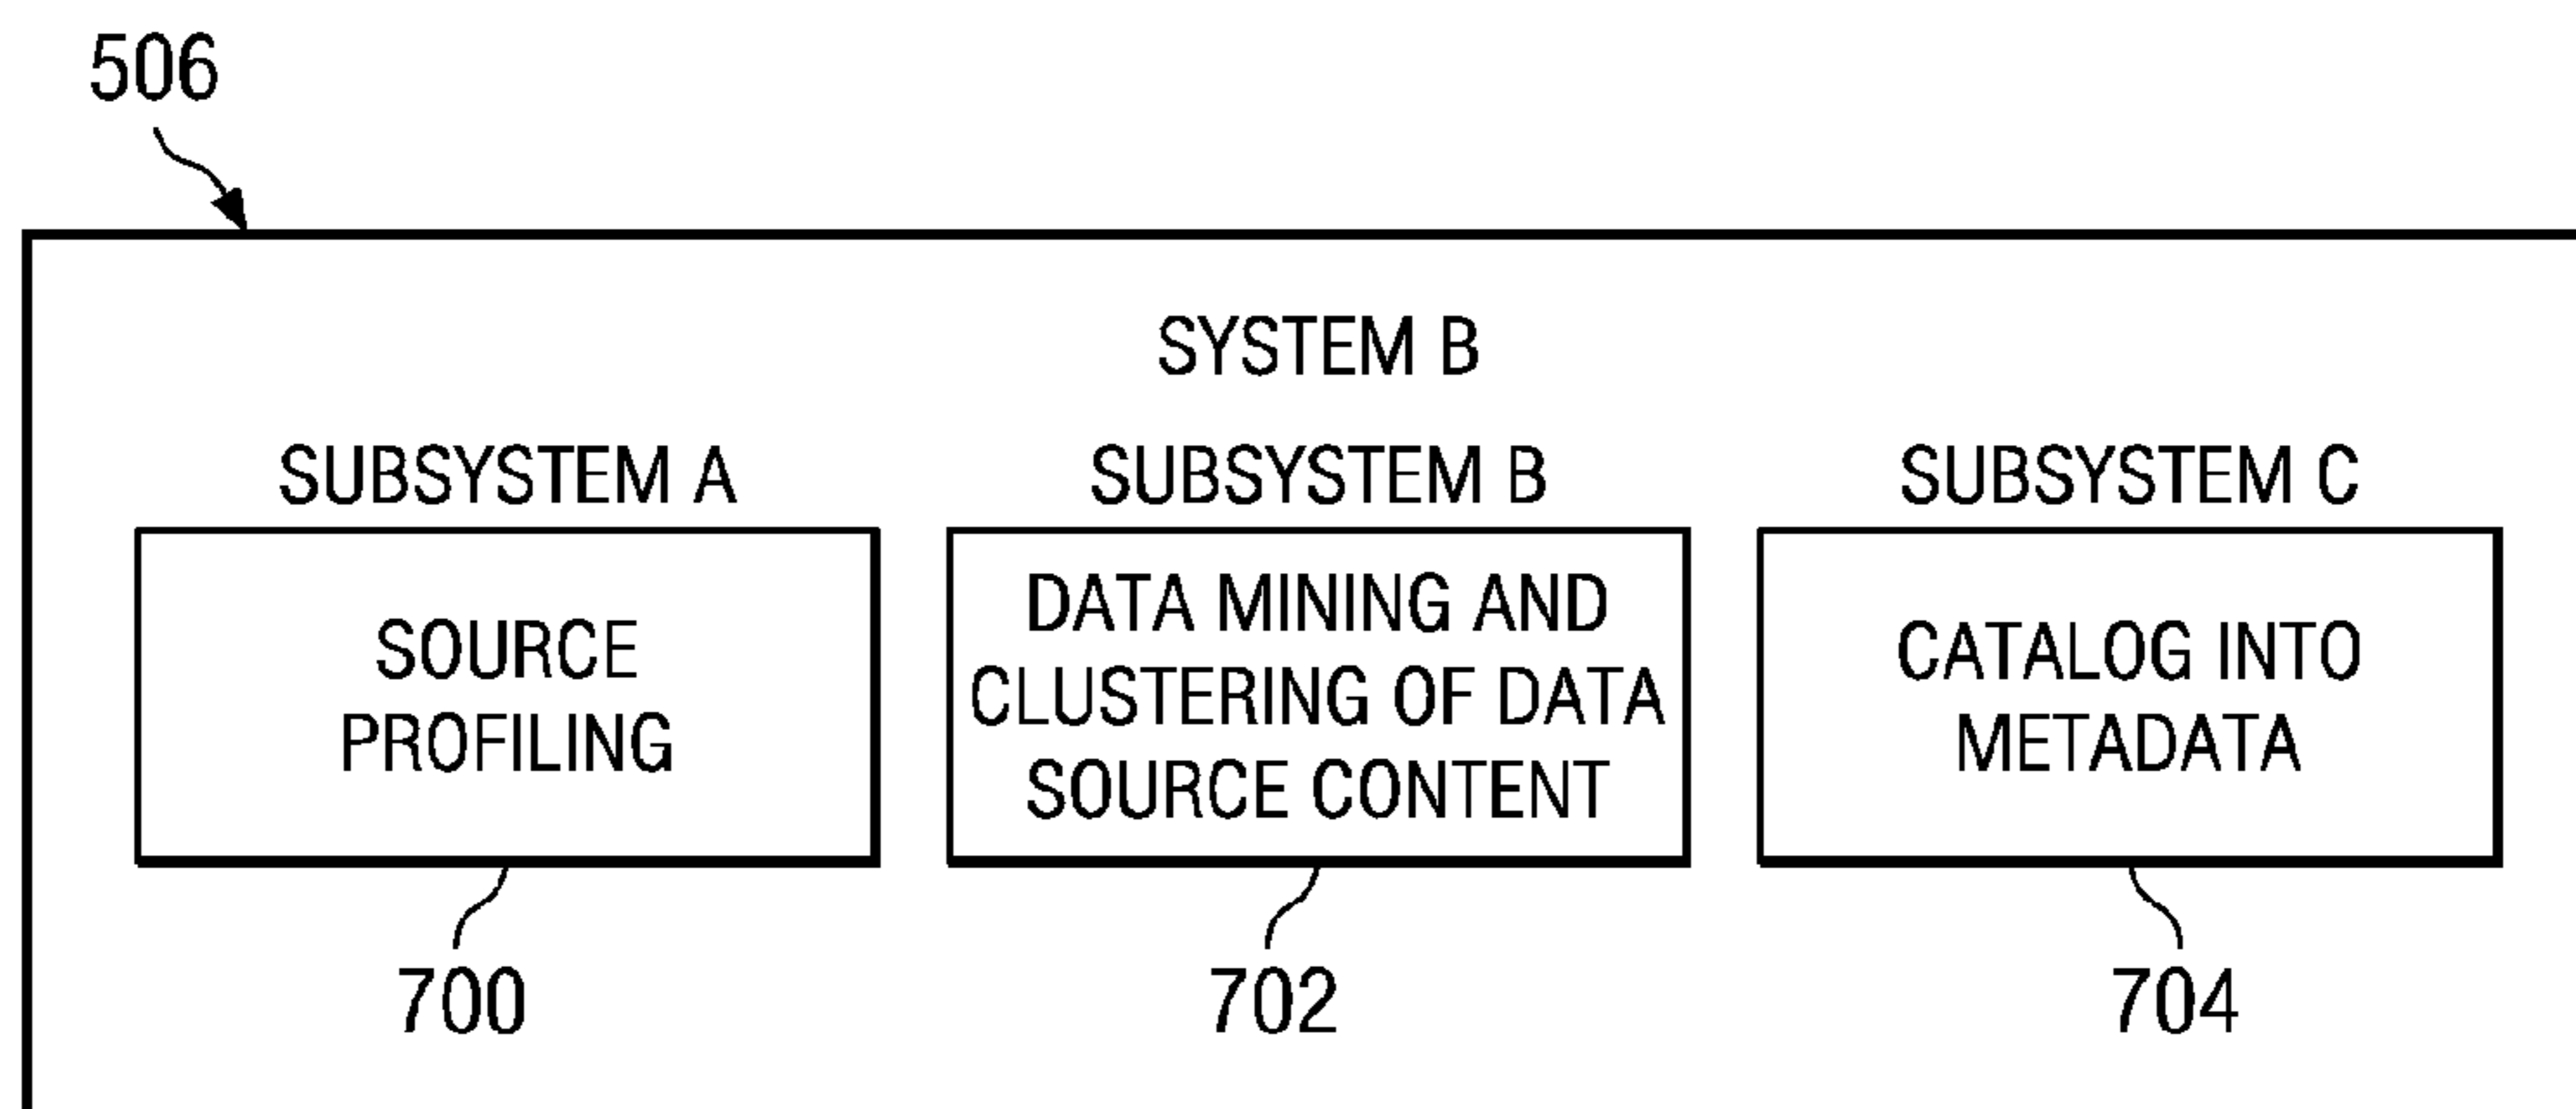 506
SYSTEM B
SUBSYSTEM A
SOURCE
PROFILING
700
SUBSYSTEM B
DATA MINING AND
CLUSTERING OF DATA
SOURCE CONTENT
702
SUBSYSTEM C
CATALOG INTO
METADATA
704